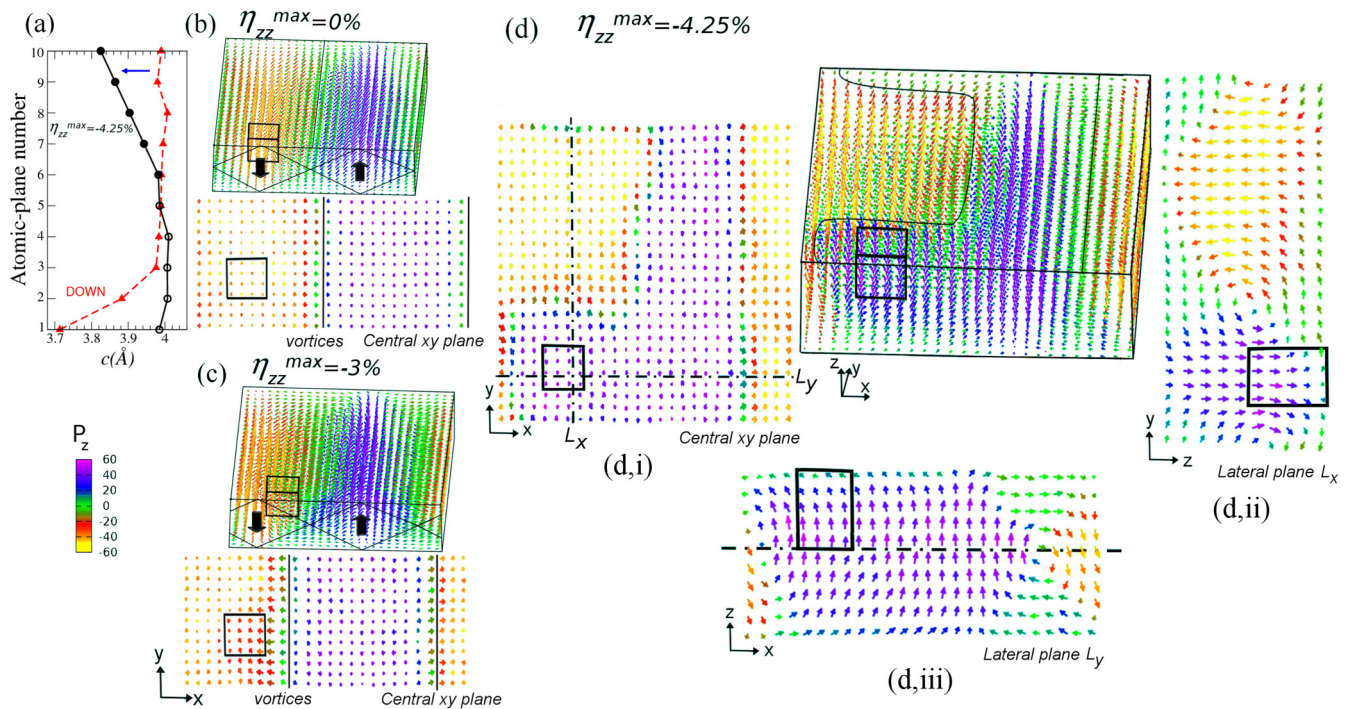 (a)
10
9
8
7
6
5
4
3
2
1
Atomic-plane number
η_zz^max=-4.25%
DOWN
3.7 3.8 3.9 4
c(Å)
(b) η_zz^max=0%
vortices Central xy plane
(c) η_zz^max=-3%
P_z
60
40
20
0
-20
-40
-60
y
x
vortices Central xy plane
(d) η_zz^max=-4.25%
y
x
L_x
L_y
Central xy plane
(d,i)
z y
x
y
z
Lateral plane L_x
(d,ii)
z
x
Lateral plane L_y
(d,iii)